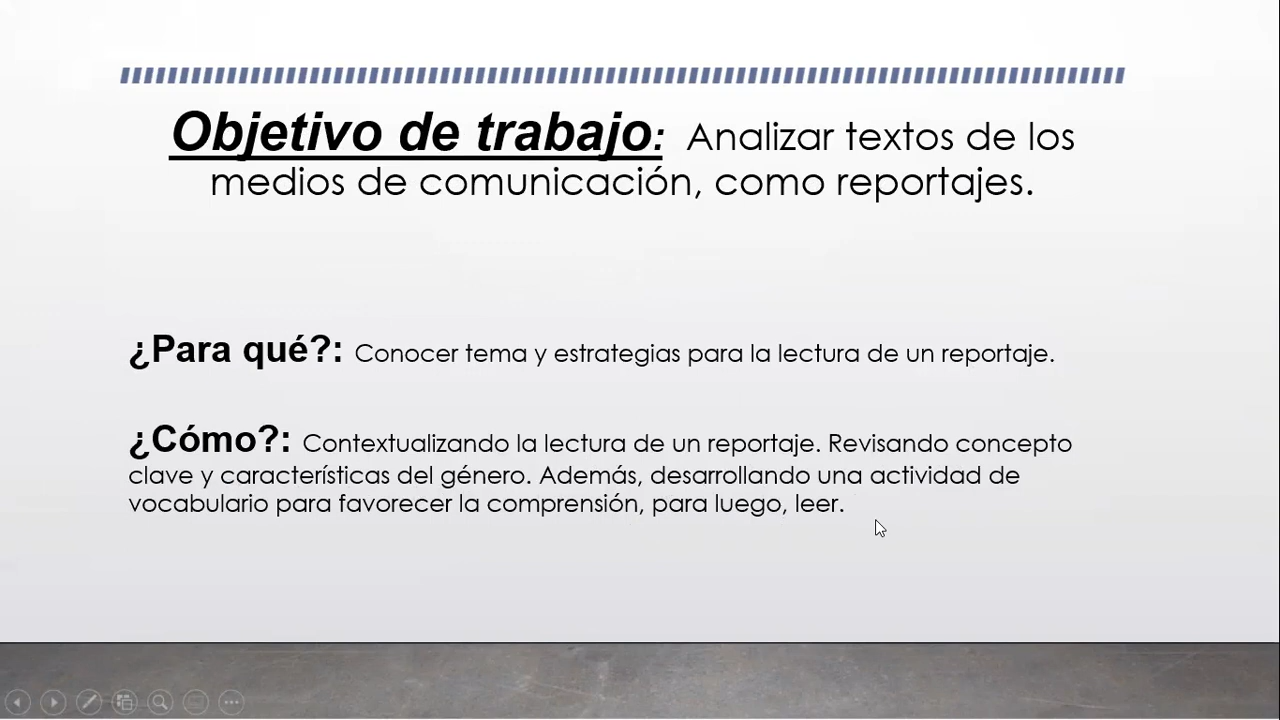 Objetivo de trabajo: Analizar textos de los
medios de comunicación, como reportajes.
¿Para qué?: Conocer tema y estrategias para la lectura de un reportaje.
¿Cómo?: Contextualizando la lectura de un reportaje. Revisando concepto
clave y características del género. Además, desarrollando una actividad de
vocabulario para favorecer la comprensión, para luego, leer.